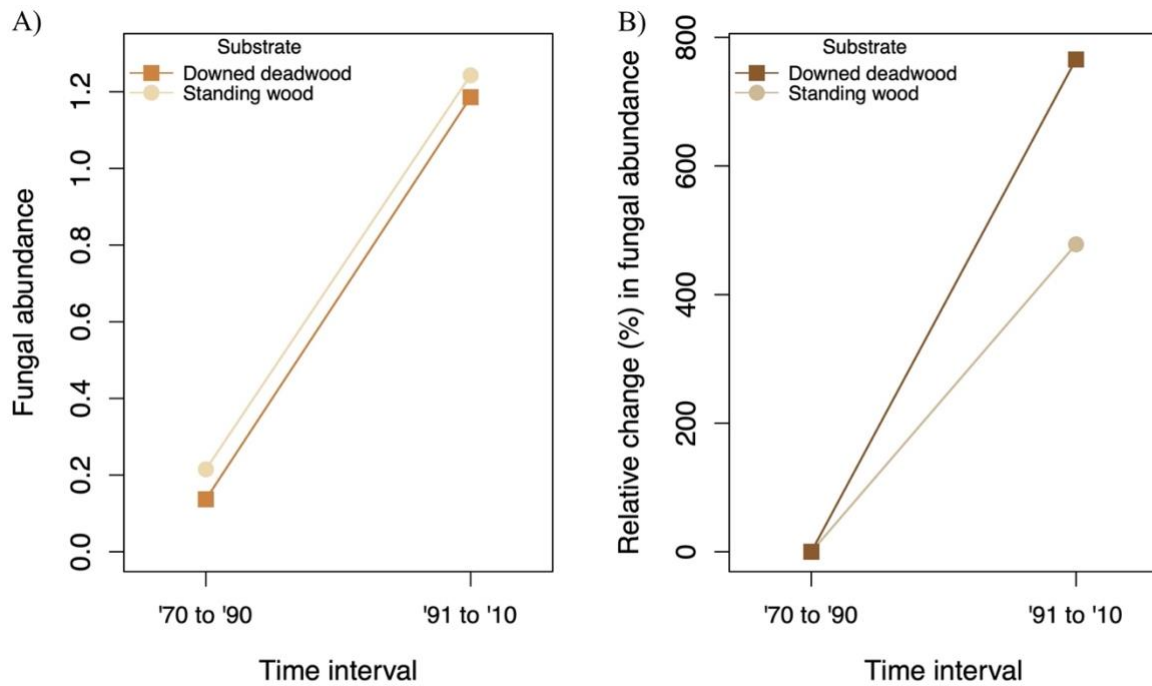 A)
Substrate
Downed deadwood
Standing wood
Fungal abundance
1.2
1.0
0.8
0.6
0.4
0.2
0.0
'70 to '90
'91 to '10
Time interval
B)
Substrate
Downed deadwood
Standing wood
Relative change (%) in fungal abundance
800
600
400
200
0
'70 to '90
'91 to '10
Time interval